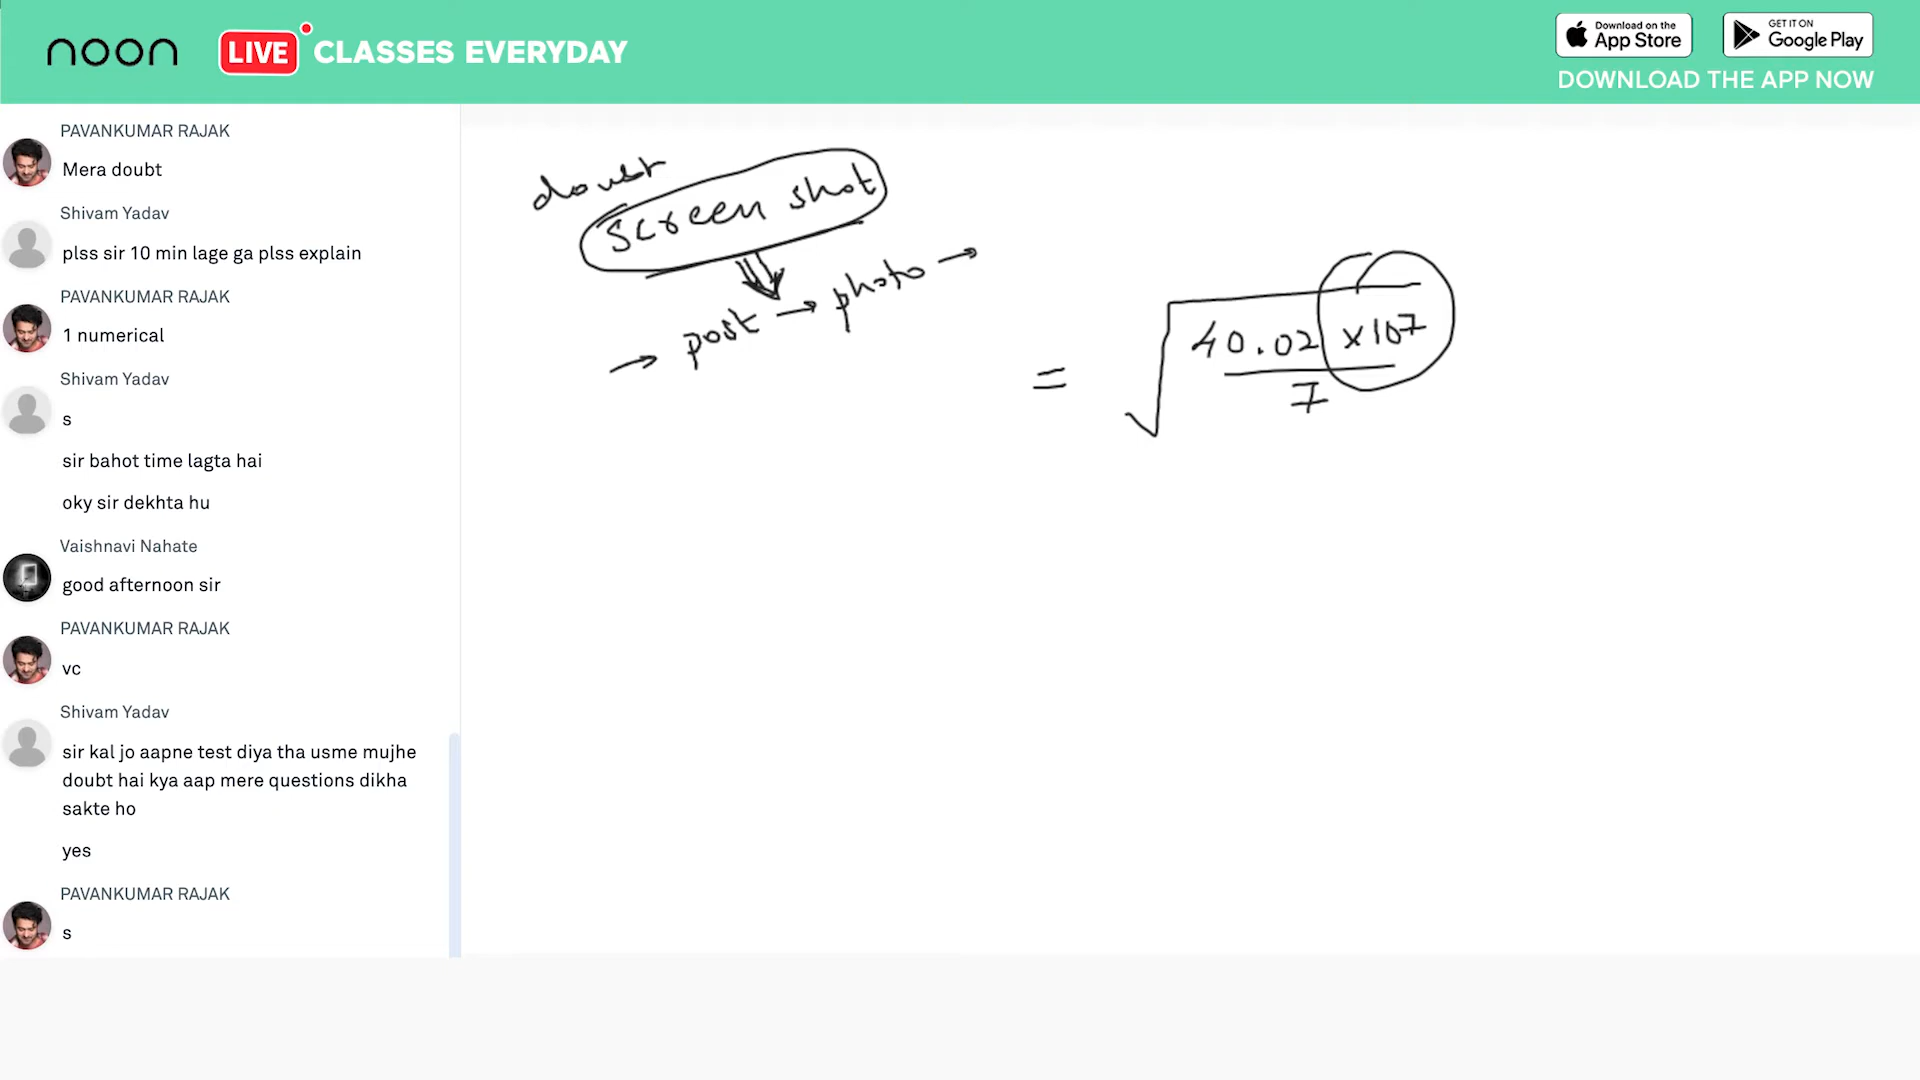 noon LIVE CLASSES EVERYDAY
Download on the App Store
GET IT ON Google Play
DOWNLOAD THE APP NOW
PAVANKUMAR RAJAK
Mera doubt
Shivam Yadav
plss sir 10 min lage ga plss explain
PAVANKUMAR RAJAK
1 numerical
Shivam Yadav
s
sir bahot time lagta hai
oky sir dekhta hu
Vaishnavi Nahate
good afternoon sir
PAVANKUMAR RAJAK
vc
Shivam Yadav
sir kal jo aapne test diya tha usme mujhe
doubt hai kya aap mere questions dikha
sakte ho
yes
PAVANKUMAR RAJAK
s
doubt
screen shot
→ post → photo →
= √
40.02 ×10⁷
7